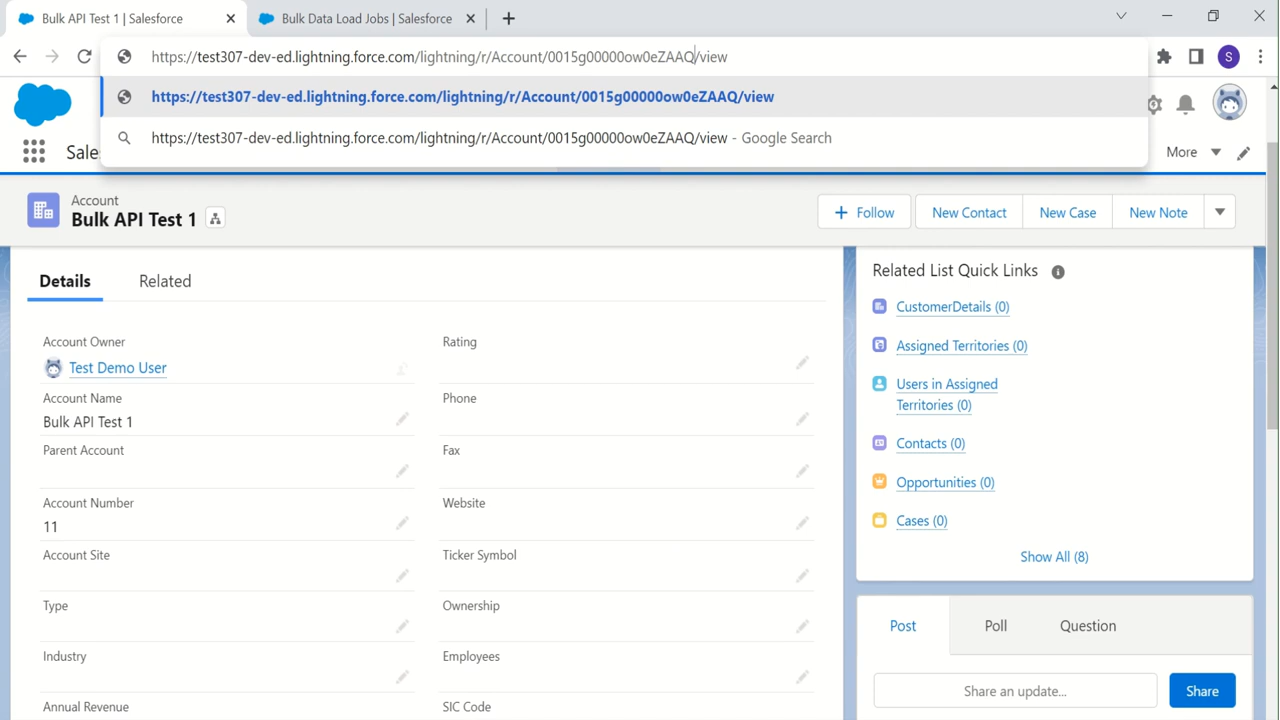 Bulk API Test 1 | Salesforce
Bulk Data Load Jobs | Salesforce
https://test307-dev-ed.lightning.force.com/lightning/r/Account/0015g00000ow0eZAAQ/view
S
https://test307-dev-ed.lightning.force.com/lightning/r/Account/0015g00000ow0eZAAQ/view
https://test307-dev-ed.lightning.force.com/lightning/r/Account/0015g00000ow0eZAAQ/view - Google Search
Sale
More
Account
Bulk API Test 1
Follow
New Contact
New Case
New Note
Details
Related
Account Owner
Test Demo User
Account Name
Bulk API Test 1
Parent Account
Account Number
11
Account Site
Type
Industry
Annual Revenue
Rating
Phone
Fax
Website
Ticker Symbol
Ownership
Employees
SIC Code
Related List Quick Links
CustomerDetails (0)
Assigned Territories (0)
Users in Assigned
Territories (0)
Contacts (0)
Opportunities (0)
Cases (0)
Show All (8)
Post
Poll
Question
Share an update...
Share